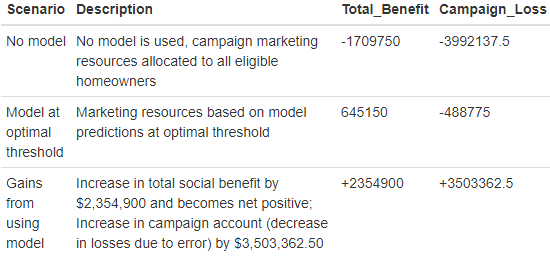 Scenario Description Total_Benefit Campaign_Loss
No model No model is used, campaign marketing -1709750 -3992137.5
resources allocated to all eligible
homeowners
Model at Marketing resources based on model 645150 -488775
optimal predictions at optimal threshold
threshold
Gains Increase in total social benefit by +2354900 +3503362.5
from $2,354,900 and becomes net positive;
using Increase in campaign account (decrease
model in losses due to error) by $3,503,362.50